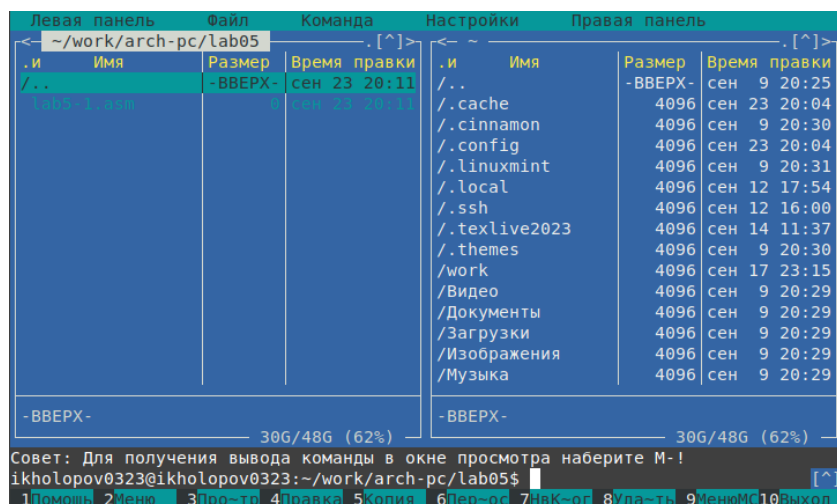 Левая панель Файл Команда Настройки Правая панель
<─ ~/work/arch-pc/lab05 ─.[^]>
.и Имя Размер Время правки
/.. -ВВЕРХ- сен 23 20:11
lab5-1.asm 0 сен 23 20:11
-ВВЕРХ-
30G/48G (62%)
<─ ~ ─.[^]>
.и Имя Размер Время правки
/.. -ВВЕРХ- сен 9 20:25
/.cache 4096 сен 23 20:04
/.cinnamon 4096 сен 9 20:30
/.config 4096 сен 23 20:04
/.linuxmint 4096 сен 9 20:31
/.local 4096 сен 12 17:54
/.ssh 4096 сен 12 16:00
/.texlive2023 4096 сен 14 11:37
/.themes 4096 сен 9 20:30
/work 4096 сен 17 23:15
/Видео 4096 сен 9 20:29
/Документы 4096 сен 9 20:29
/Загрузки 4096 сен 9 20:29
/Изображения 4096 сен 9 20:29
/Музыка 4096 сен 9 20:29
-ВВЕРХ-
30G/48G (62%)
Совет: Для получения вывода команды в окне просмотра наберите M-!
ikholopov0323@ikholopov0323:~/work/arch-pc/lab05$ [^]
1Помощь 2Меню 3Про~тр 4Правка 5Копия 6Пер~ос 7НвК~ог 8Уда~ть 9МенюMC 10Выход